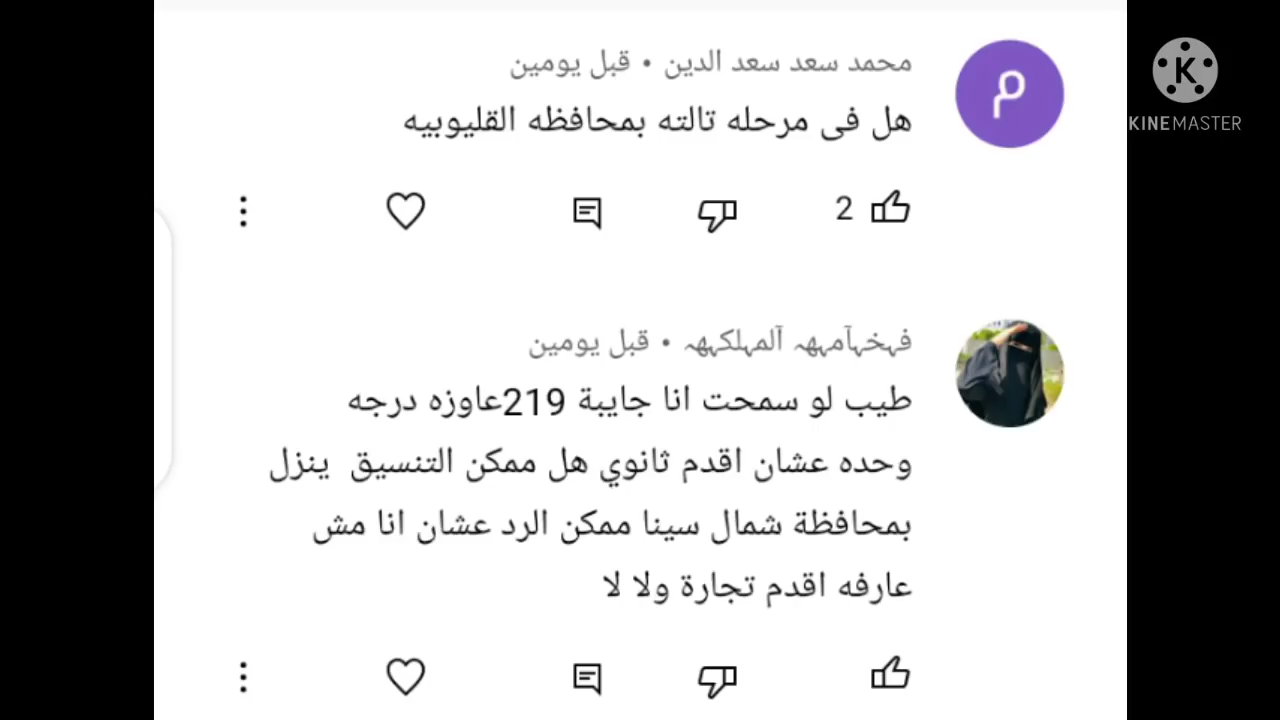 محمد سعد سعد الدين • قبل يومين
هل فى مرحله تالته بمحافظه القليوبيه
2
فہخہآمہهہ آلمہلكہهہ • قبل يومين
طيب لو سمحت انا جايبة 219عاوزه درجه
وحده عشان اقدم ثانوي هل ممكن التنسيق ينزل
بمحافظة شمال سينا ممكن الرد عشان انا مش
عارفه اقدم تجارة ولا لا
م
K
KINEMASTER